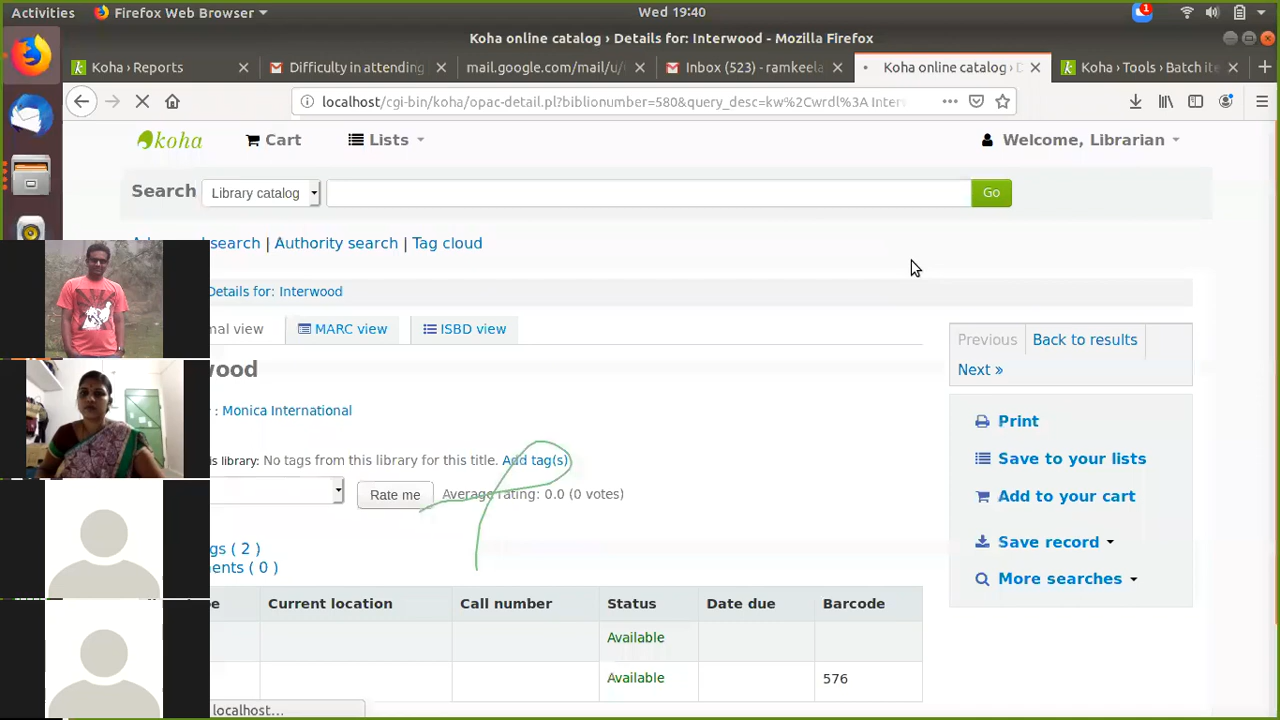 Activities Firefox Web Browser Wed 19:40 1
Koha online catalog › Details for: Interwood - Mozilla Firefox
Koha › Reports Difficulty in attending mail.google.com/mail/u/ Inbox (523) - ramkeela Koha online catalog › D Koha › Tools › Batch ite
localhost/cgi-bin/koha/opac-detail.pl?biblionumber=580&query_desc=kw%2Cwrdl%3A Interv
koha Cart Lists Welcome, Librarian
Search Library catalog Go
search | Authority search | Tag cloud
Details for: Interwood
mal view MARC view ISBD view
Previous Back to results
Next »
wood
: Monica International
Print
is library: No tags from this library for this title. Add tag(s)
Save to your lists
Rate me Average rating: 0.0 (0 votes)
Add to your cart
gs ( 2 )
Save record
ents ( 0 )
More searches
e Current location Call number Status Date due Barcode
Available
Available 576
localhost…